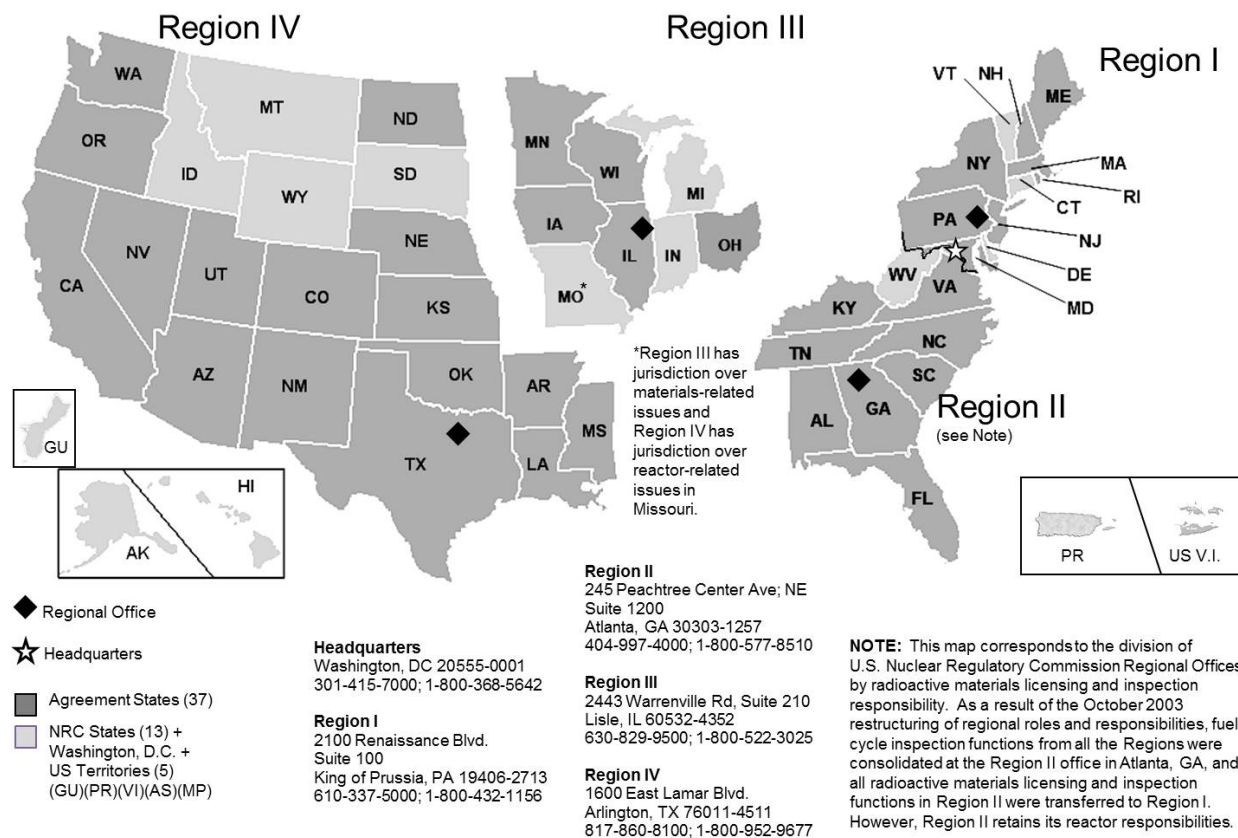 Region IV
Region III
Region I
WA
MT
ND
OR
ID
SD
WY
NE
NV
UT
CA
CO
KS
AZ
NM
OK
TX
AR
LA
MS
MN
WI
MI
IA
IL
IN
OH
MO*
VT
NH
ME
NY
MA
RI
CT
PA
NJ
DE
MD
WV
VA
KY
NC
TN
SC
AL
GA
FL
*Region III has
jurisdiction over
materials-related
issues and
Region IV has
jurisdiction over
reactor-related
issues in
Missouri.
Region II
(see Note)
GU
HI
AK
PR
US V.I.
Regional Office
Headquarters
Agreement States (37)
NRC States (13) +
Washington, D.C. +
US Territories (5)
(GU)(PR)(VI)(AS)(MP)
Headquarters
Washington, DC 20555-0001
301-415-7000; 1-800-368-5642
Region I
2100 Renaissance Blvd.
Suite 100
King of Prussia, PA 19406-2713
610-337-5000; 1-800-432-1156
Region II
245 Peachtree Center Ave; NE
Suite 1200
Atlanta, GA 30303-1257
404-997-4000; 1-800-577-8510
Region III
2443 Warrenville Rd, Suite 210
Lisle, IL 60532-4352
630-829-9500; 1-800-522-3025
Region IV
1600 East Lamar Blvd.
Arlington, TX 76011-4511
817-860-8100; 1-800-952-9677
NOTE: This map corresponds to the division of
U.S. Nuclear Regulatory Commission Regional Offices
by radioactive materials licensing and inspection
responsibility. As a result of the October 2003
restructuring of regional roles and responsibilities, fuel
cycle inspection functions from all the Regions were
consolidated at the Region II office in Atlanta, GA, and
all radioactive materials licensing and inspection
functions in Region II were transferred to Region I.
However, Region II retains its reactor responsibilities.